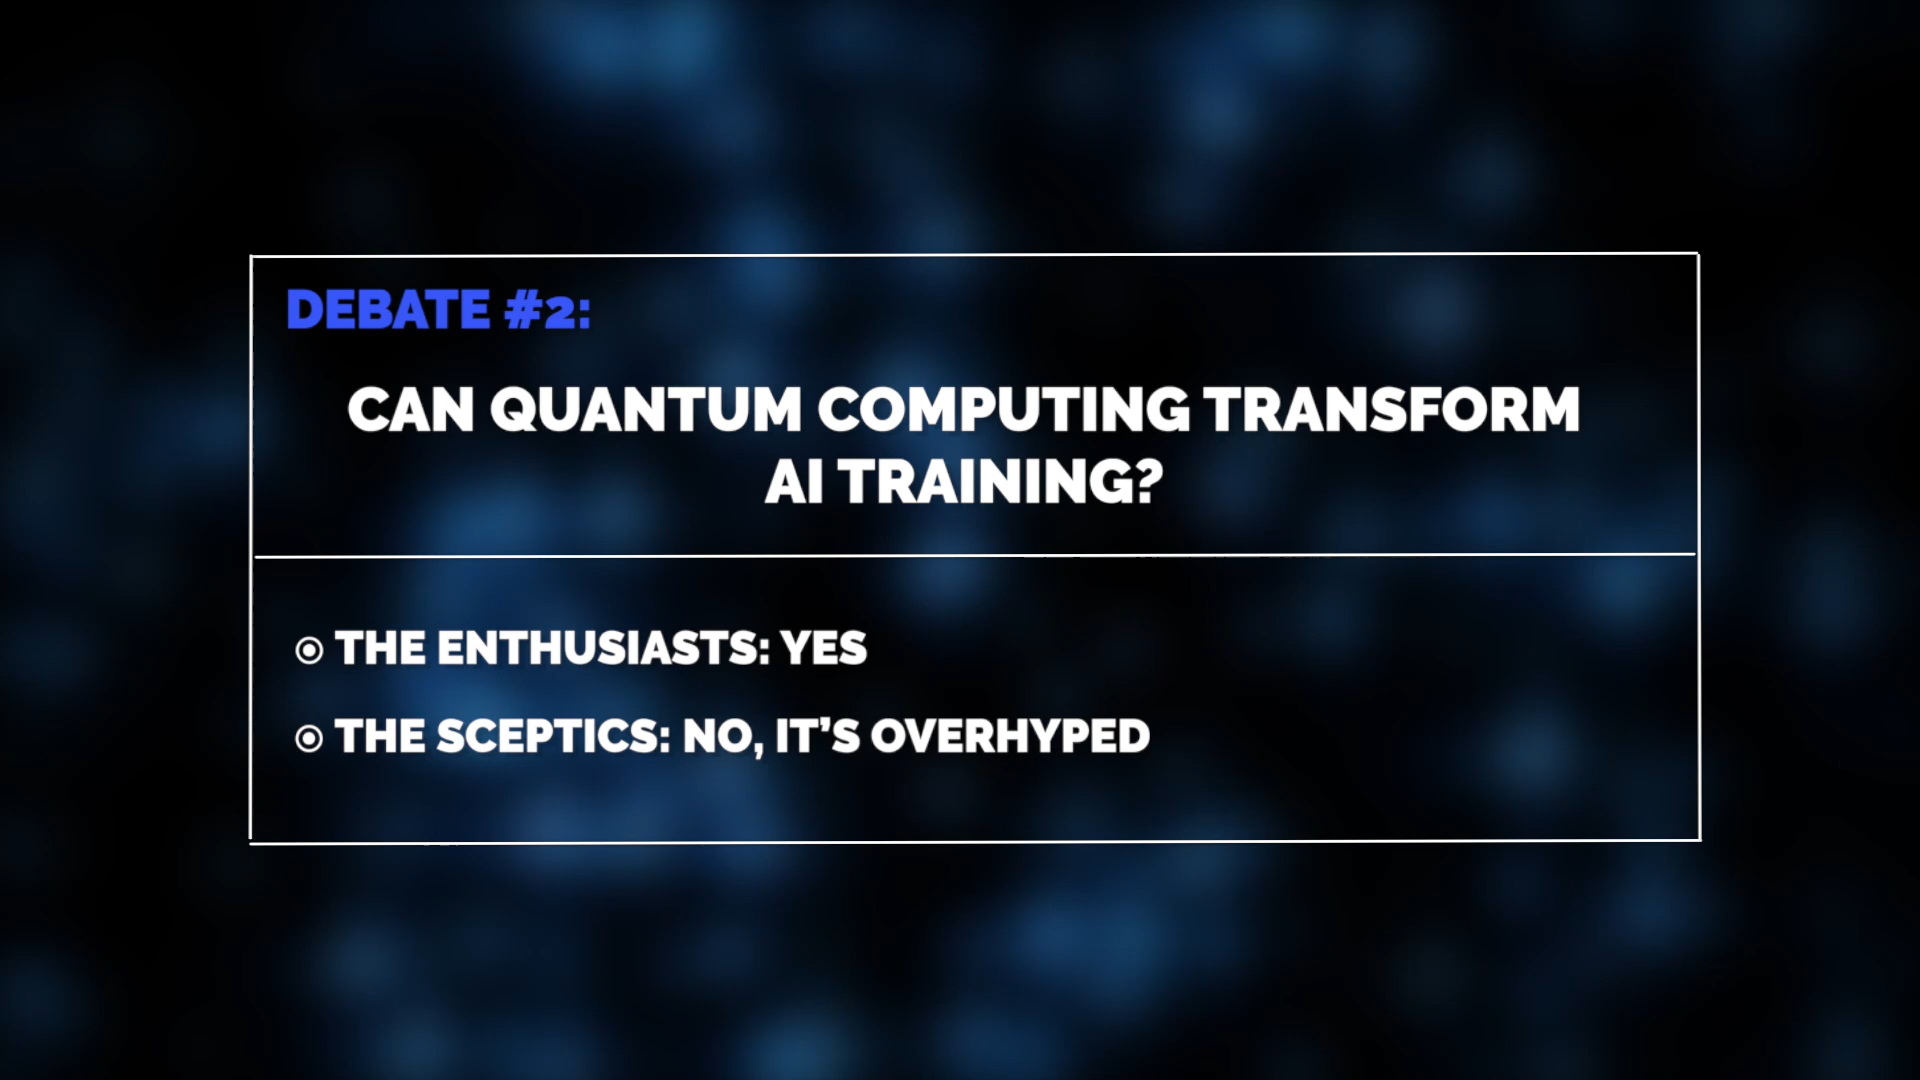 DEBATE #2:
CAN QUANTUM COMPUTING TRANSFORM
AI TRAINING?
THE ENTHUSIASTS: YES
THE SCEPTICS: NO, IT’S OVERHYPED